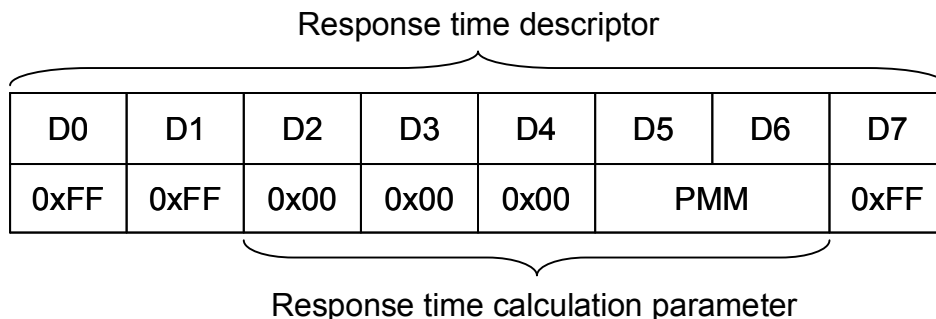 Response time descriptor
D0 D1 D2 D3 D4 D5 D6 D7
0xFF 0xFF 0x00 0x00 0x00 PMM 0xFF
Response time calculation parameter